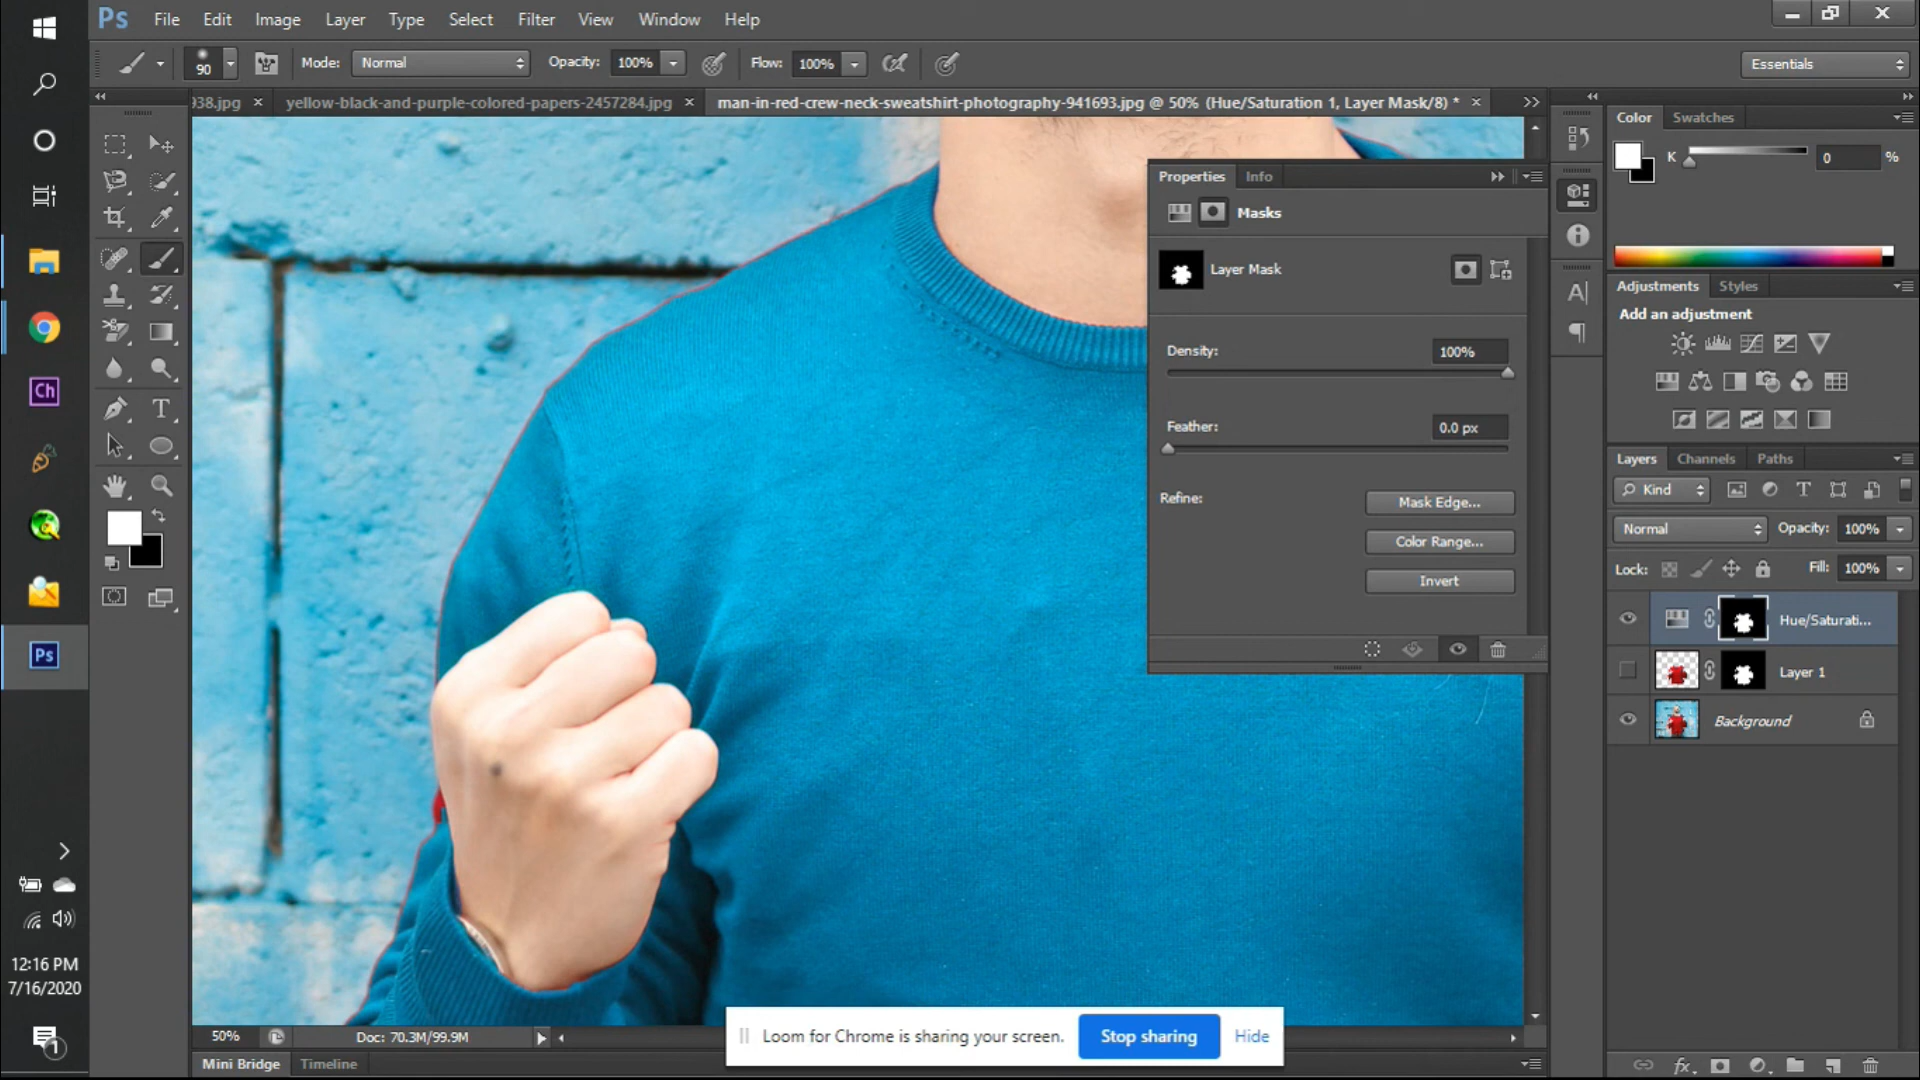 Ps File Edit Image Layer Type Select Filter View Window Help
90 Mode: Normal Opacity: 100% Flow: 100% Essentials
938.jpg × yellow-black-and-purple-colored-papers-2457284.jpg × man-in-red-crew-neck-sweatshirt-photography-941693.jpg @ 50% (Hue/Saturation 1, Layer Mask/8) * ×
Color Swatches
K 0 %
Properties Info
Masks
Layer Mask
Density: 100%
Feather: 0.0 px
Refine: Mask Edge...
Color Range...
Invert
Adjustments Styles
Add an adjustment
Layers Channels Paths
Kind
Normal Opacity: 100%
Lock: Fill: 100%
Hue/Saturati...
Layer 1
Background
Ch
Ps
12:16 PM
7/16/2020
1
50% Doc: 70.3M/99.9M
Loom for Chrome is sharing your screen. Stop sharing Hide
Mini Bridge Timeline